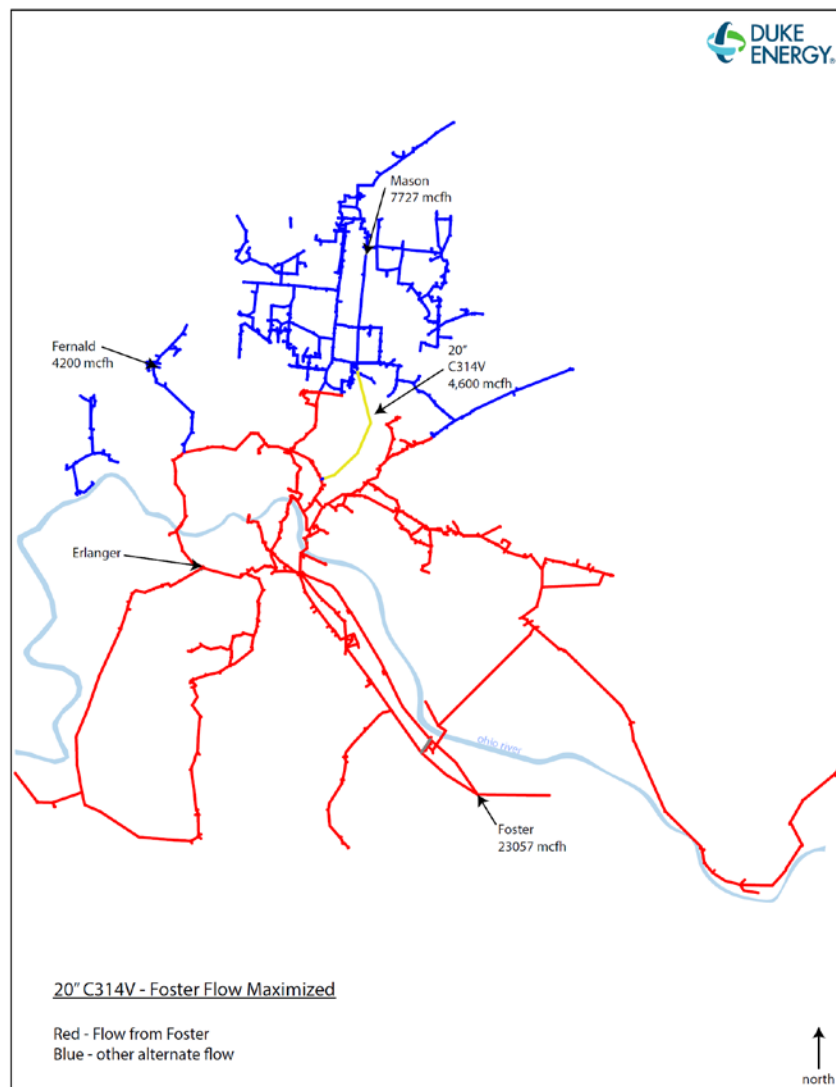 DUKE
ENERGY®
Mason
7727 mcfh
20"
C314V
4,600 mcfh
Fernald
4200 mcfh
Erlanger
ohio river
Foster
23057 mcfh
20" C314V - Foster Flow Maximized
Red - Flow from Foster
Blue - other alternate flow
north